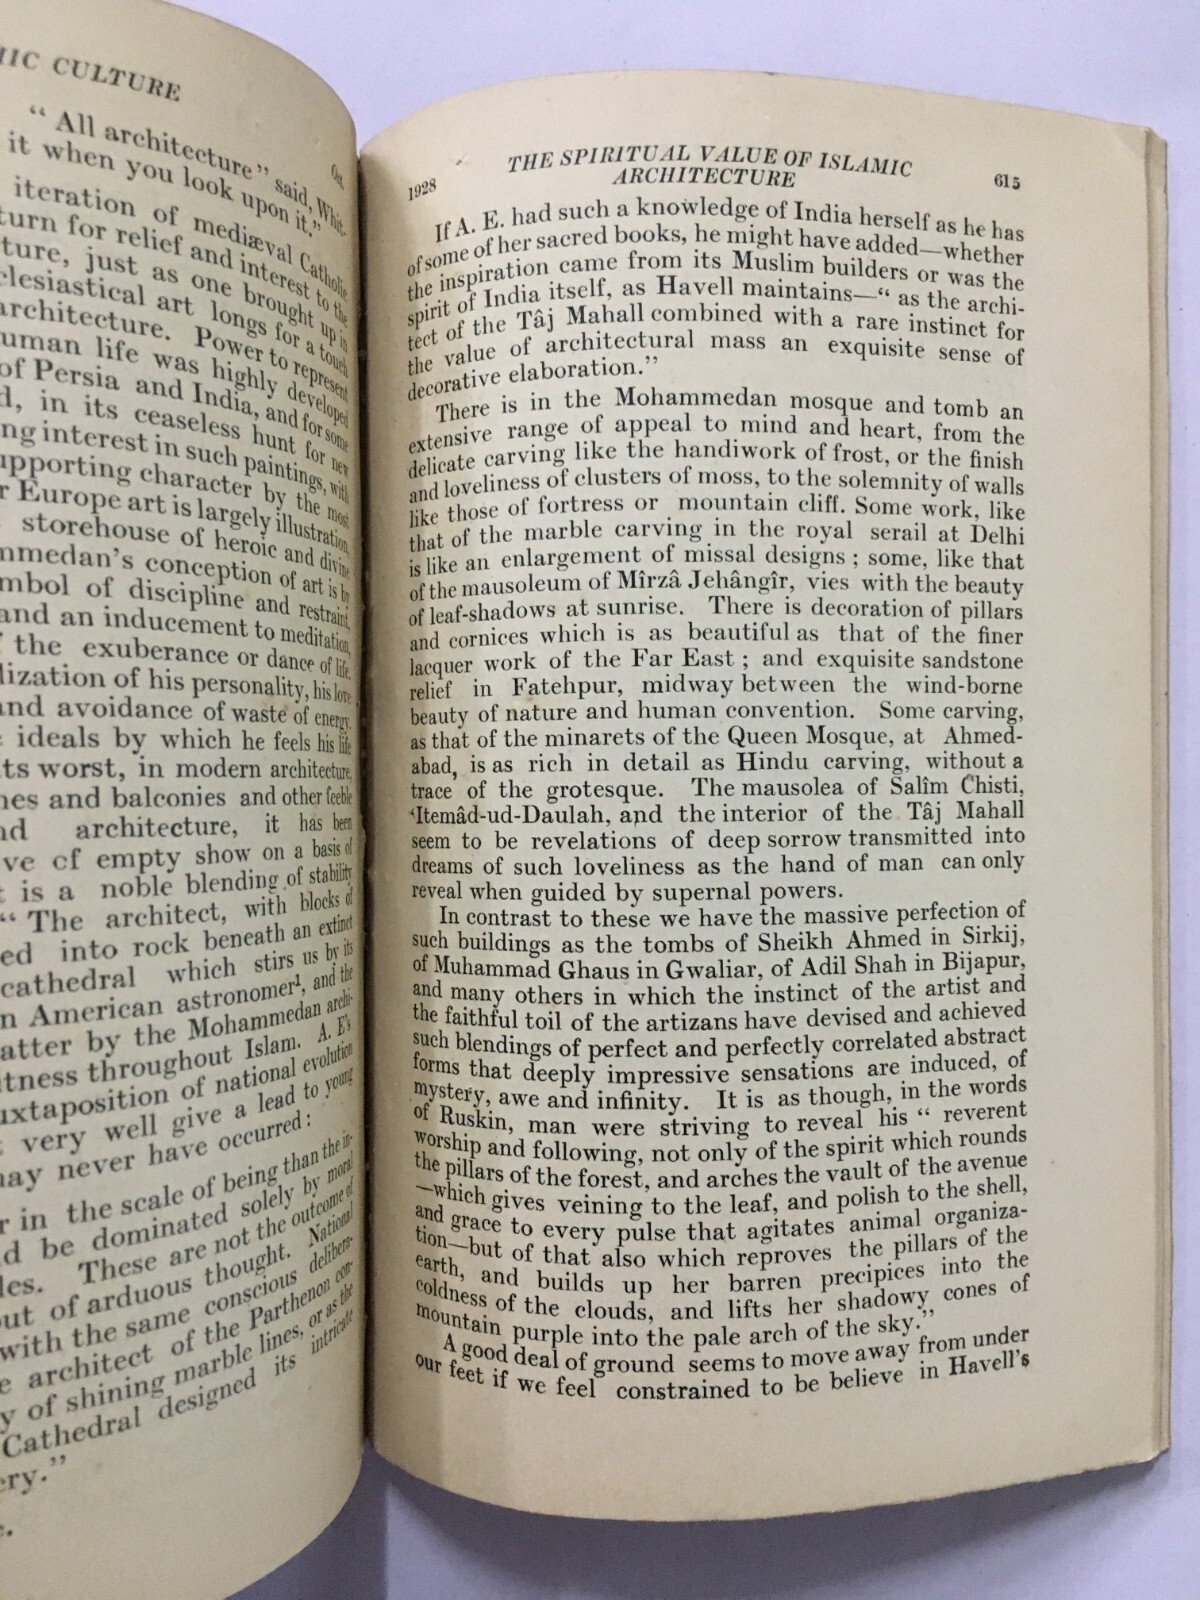 IIC CULTURE
Oct.
“ All architecture” said, Whit-
it when you look upon it.”
iteration of mediæval Catholic
turn for relief and interest to the
ture, just as one brought up in
clesiastical art longs for a touch
architecture. Power to represent
uman life was highly developed
of Persia and India, and for some
d, in its ceaseless hunt for new
ng interest in such paintings, with
upporting character by the most
r Europe art is largely illustration,
storehouse of heroic and divine
mmedan’s conception of art is by
mbol of discipline and restraint,
and an inducement to meditation,
the exuberance or dance of life.
lization of his personality, his love
and avoidance of waste of energy,
ideals by which he feels his life
ts worst, in modern architecture,
nes and balconies and other feeble
nd architecture, it has been
ve cf empty show on a basis of
t is a noble blending of stability
“ The architect, with blocks of
ed into rock beneath an extinct
cathedral which stirs us by its
n American astronomer¹, and the
atter by the Mohammedan archi-
tness throughout Islam. A. E’s
uxtaposition of national evolution
t very well give a lead to young
nay never have occurred :
r in the scale of being than the in-
d be dominated solely by moral
les. These are not the outcome of
out of arduous thought. National
with the same conscious delibera-
e architect of the Parthenon con-
y of shining marble lines, or as the
Cathedral designed its intricate
ery.”
1928
THE SPIRITUAL VALUE OF ISLAMIC
ARCHITECTURE
615
If A. E. had such a knowledge of India herself as he has
of some of her sacred books, he might have added—whether
the inspiration came from its Muslim builders or was the
spirit of India itself, as Havell maintains—“ as the archi-
tect of the Tâj Mahall combined with a rare instinct for
the value of architectural mass an exquisite sense of
decorative elaboration.”
There is in the Mohammedan mosque and tomb an
extensive range of appeal to mind and heart, from the
delicate carving like the handiwork of frost, or the finish
and loveliness of clusters of moss, to the solemnity of walls
like those of fortress or mountain cliff. Some work, like
that of the marble carving in the royal serail at Delhi
is like an enlargement of missal designs ; some, like that
of the mausoleum of Mîrzâ Jehângîr, vies with the beauty
of leaf-shadows at sunrise. There is decoration of pillars
and cornices which is as beautiful as that of the finer
lacquer work of the Far East ; and exquisite sandstone
relief in Fatehpur, midway between the wind-borne
beauty of nature and human convention. Some carving,
as that of the minarets of the Queen Mosque, at Ahmed-
abad, is as rich in detail as Hindu carving, without a
trace of the grotesque. The mausolea of Salîm Chisti,
‘Itemâd-ud-Daulah, and the interior of the Tâj Mahall
seem to be revelations of deep sorrow transmitted into
dreams of such loveliness as the hand of man can only
reveal when guided by supernal powers.
In contrast to these we have the massive perfection of
such buildings as the tombs of Sheikh Ahmed in Sirkij,
of Muhammad Ghaus in Gwaliar, of Adil Shah in Bijapur,
and many others in which the instinct of the artist and
the faithful toil of the artizans have devised and achieved
such blendings of perfect and perfectly correlated abstract
forms that deeply impressive sensations are induced, of
mystery, awe and infinity. It is as though, in the words
of Ruskin, man were striving to reveal his “ reverent
worship and following, not only of the spirit which rounds
the pillars of the forest, and arches the vault of the avenue
—which gives veining to the leaf, and polish to the shell,
and grace to every pulse that agitates animal organiza-
tion—but of that also which reproves the pillars of the
earth, and builds up her barren precipices into the
coldness of the clouds, and lifts her shadowy cones of
mountain purple into the pale arch of the sky.”
A good deal of ground seems to move away from under
our feet if we feel constrained to be believe in Havell’s